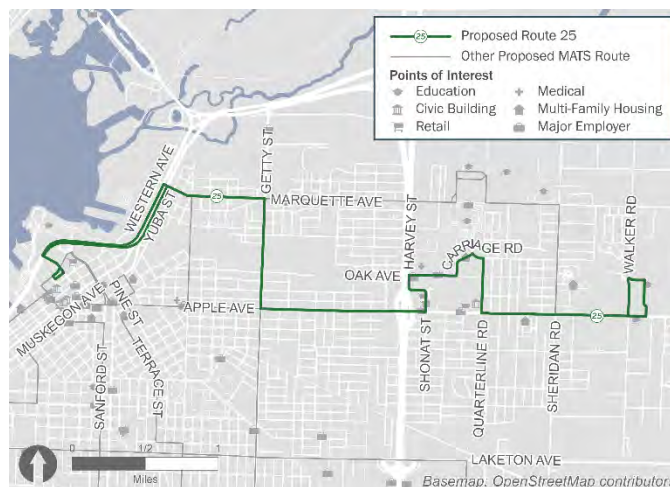 25 Proposed Route 25
Other Proposed MATS Route
Points of Interest
Education
Medical
Civic Building
Multi-Family Housing
Retail
Major Employer
WESTERN AVE
YUBA ST
GETTY ST
25
MARQUETTE AVE
HARVEY ST
CARRIAGE RD
WALKER RD
OAK AVE
MUSKEGON AVE
PINE ST
TERRACE ST
APPLE AVE
SANFORD ST
SHONAT ST
QUARTERLINE RD
SHERIDAN RD
25
LAKETON AVE
0 1/2 1
Miles
Basemap: OpenStreetMap contributor